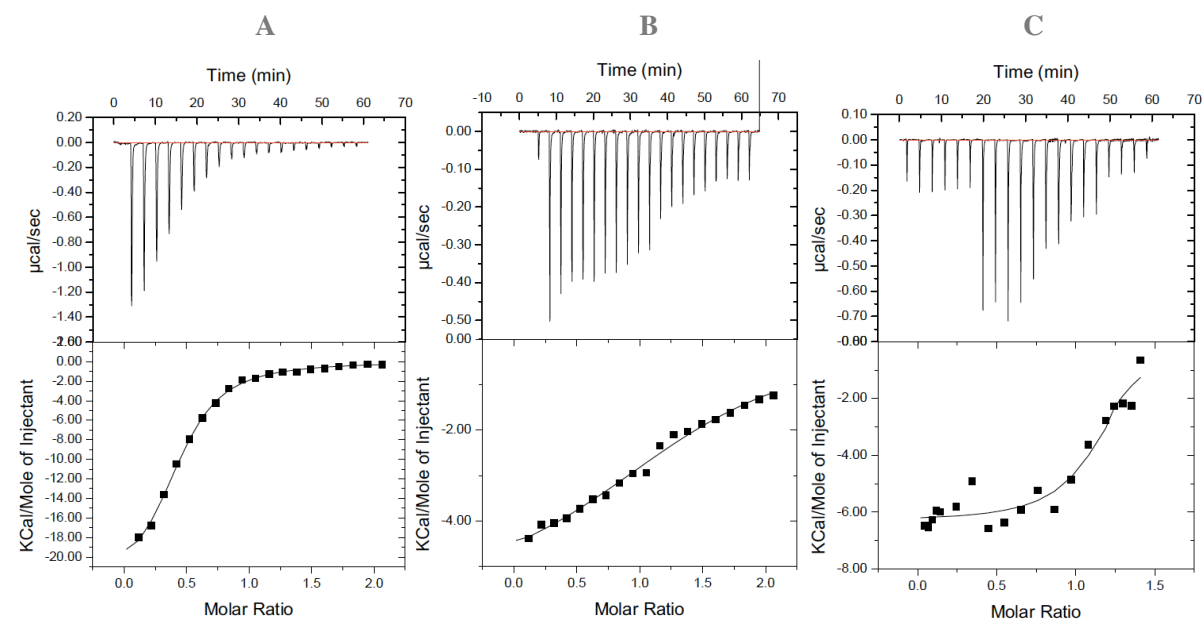 A B C
Time (min) Time (min) Time (min)
0 10 20 30 40 50 60 70 -10 0 10 20 30 40 50 60 70 0 10 20 30 40 50 60 70
µcal/sec
0.20
0.00
-0.20
-0.40
-0.60
-0.80
-1.00
-1.20
-1.40
KCal/Mole of Injectant
0.00
-2.00
-4.00
-6.00
-8.00
-10.00
-12.00
-14.00
-16.00
-18.00
-20.00
0.0 0.5 1.0 1.5 2.0
Molar Ratio
µcal/sec
0.00
-0.10
-0.20
-0.30
-0.40
-0.50
0.00
KCal/Mole of Injectant
-2.00
-4.00
0.0 0.5 1.0 1.5 2.0
Molar Ratio
µcal/sec
0.10
0.00
-0.10
-0.20
-0.30
-0.40
-0.50
-0.60
-0.70
KCal/Mole of Injectant
-2.00
-4.00
-6.00
-8.00
0.0 0.5 1.0 1.5
Molar Ratio